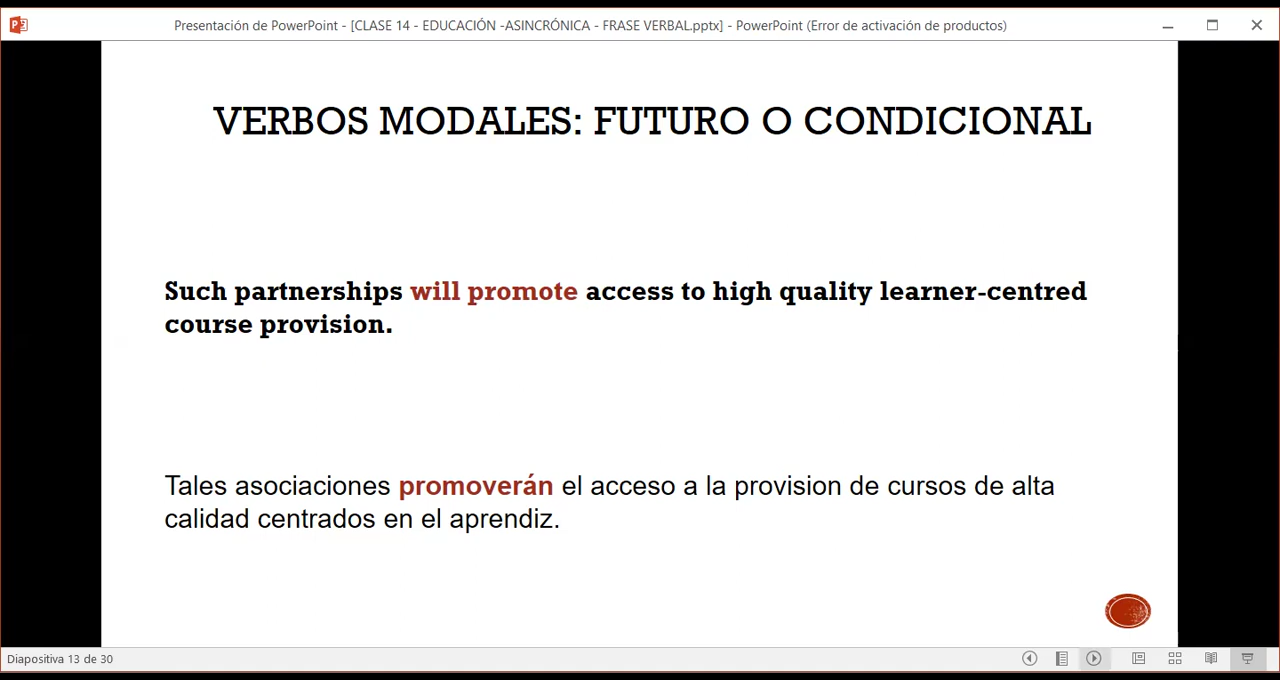 Presentación de PowerPoint - [CLASE 14 - EDUCACIÓN -ASINCRÓNICA - FRASE VERBAL.pptx] - PowerPoint (Error de activación de productos)
VERBOS MODALES: FUTURO O CONDICIONAL
Such partnerships will promote access to high quality learner-centred
course provision.
Tales asociaciones promoverán el acceso a la provision de cursos de alta
calidad centrados en el aprendiz.
Diapositiva 13 de 30